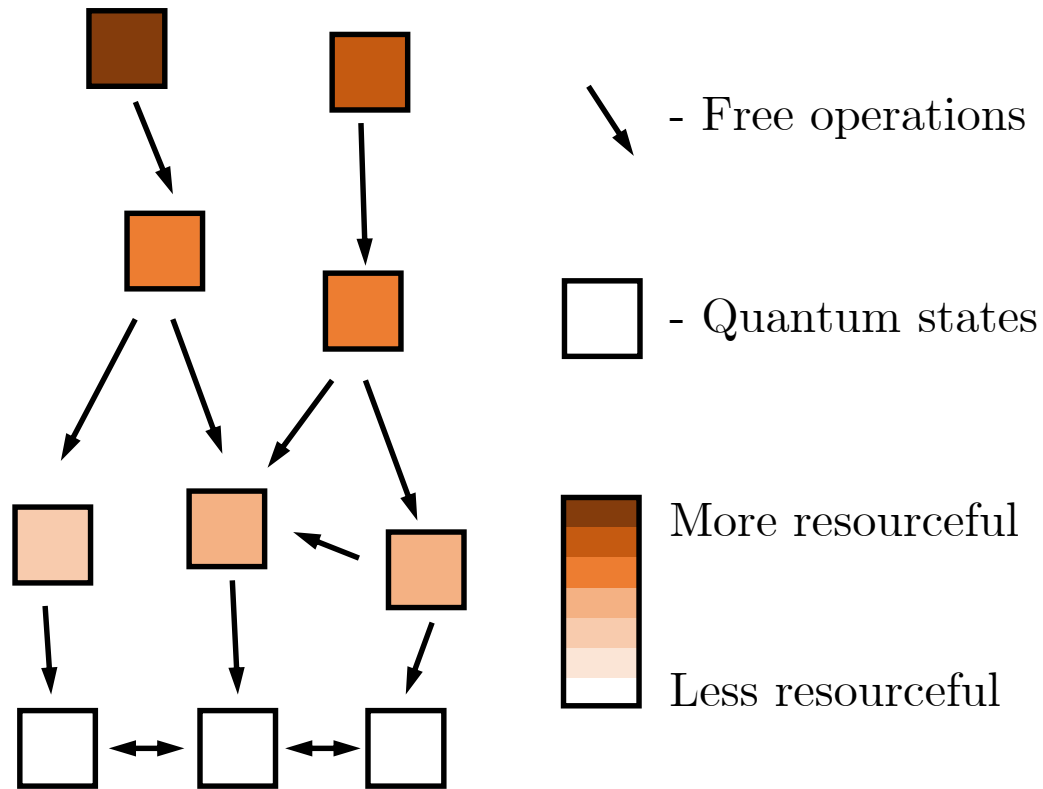 - Free operations
- Quantum states
More resourceful
Less resourceful